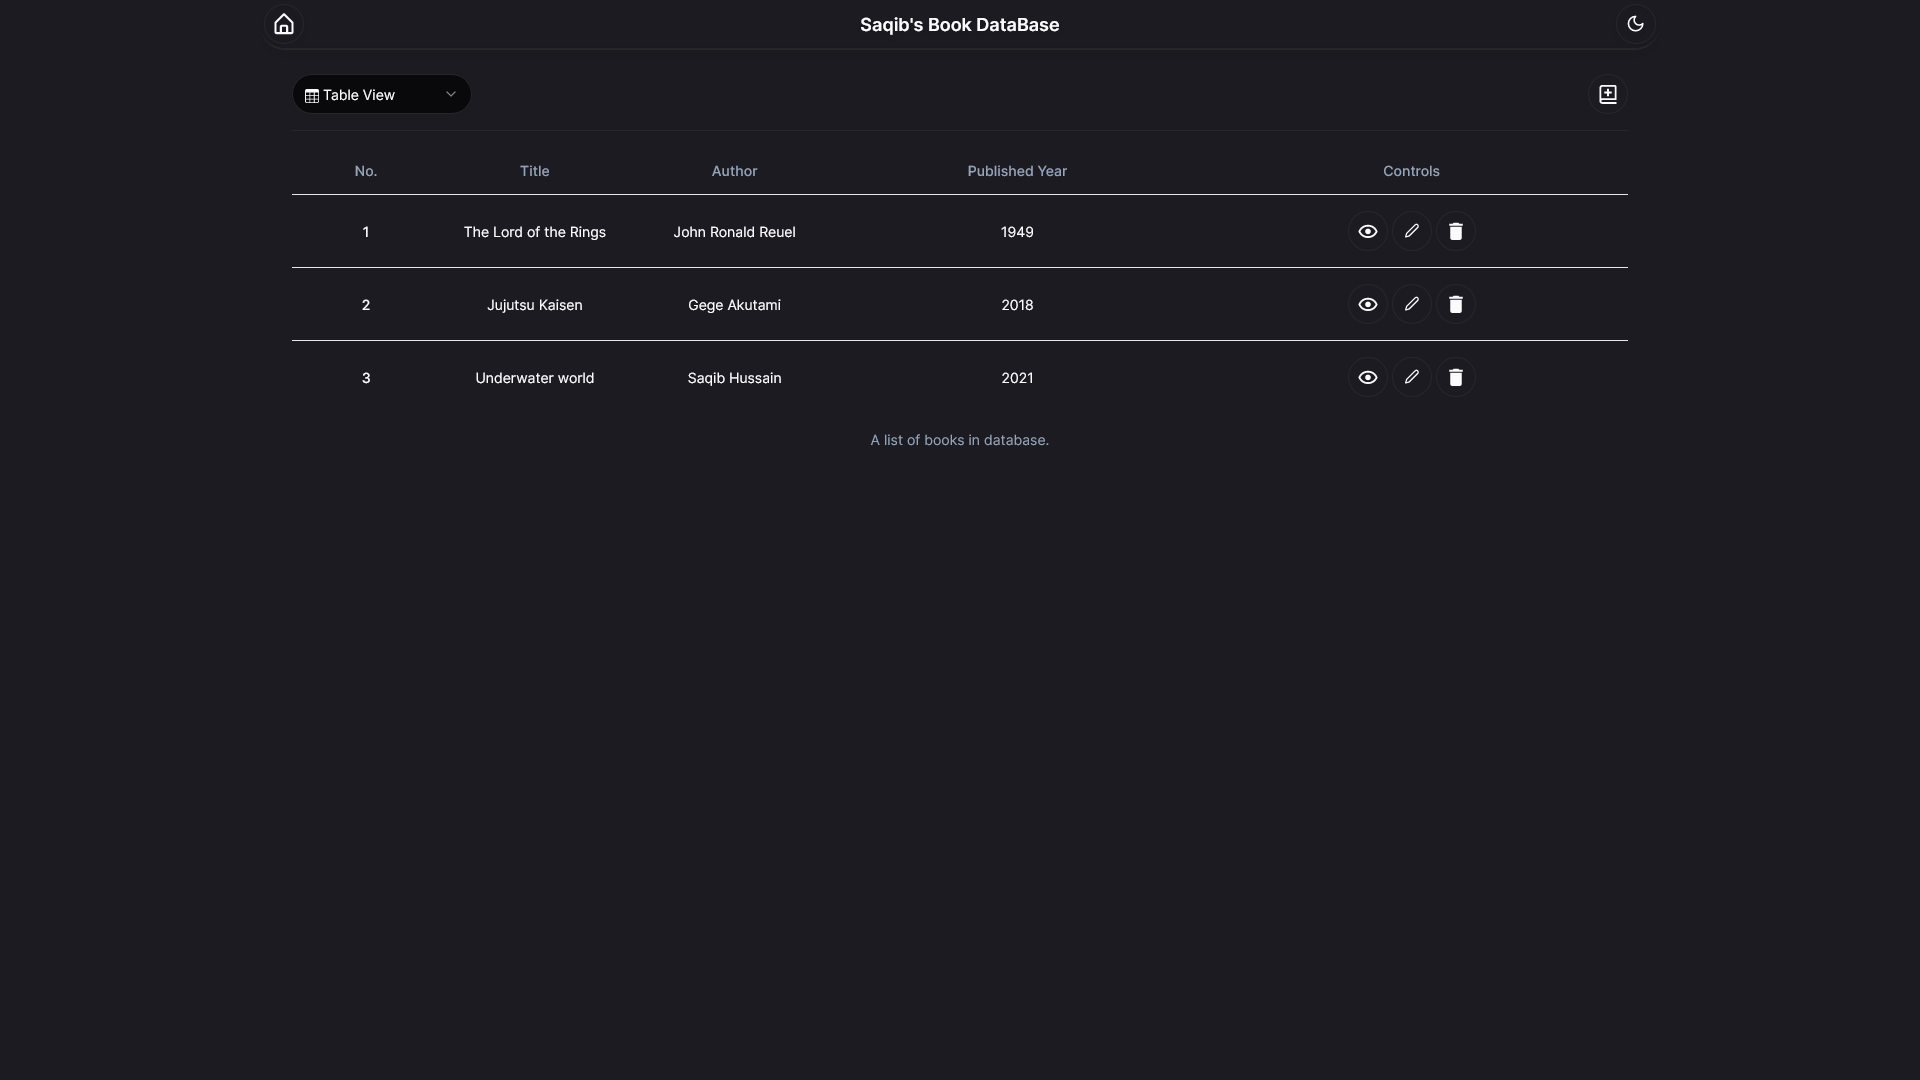 Saqib's Book DataBase
Table View
No. Title Author Published Year Controls
1 The Lord of the Rings John Ronald Reuel 1949
2 Jujutsu Kaisen Gege Akutami 2018
3 Underwater world Saqib Hussain 2021
A list of books in database.